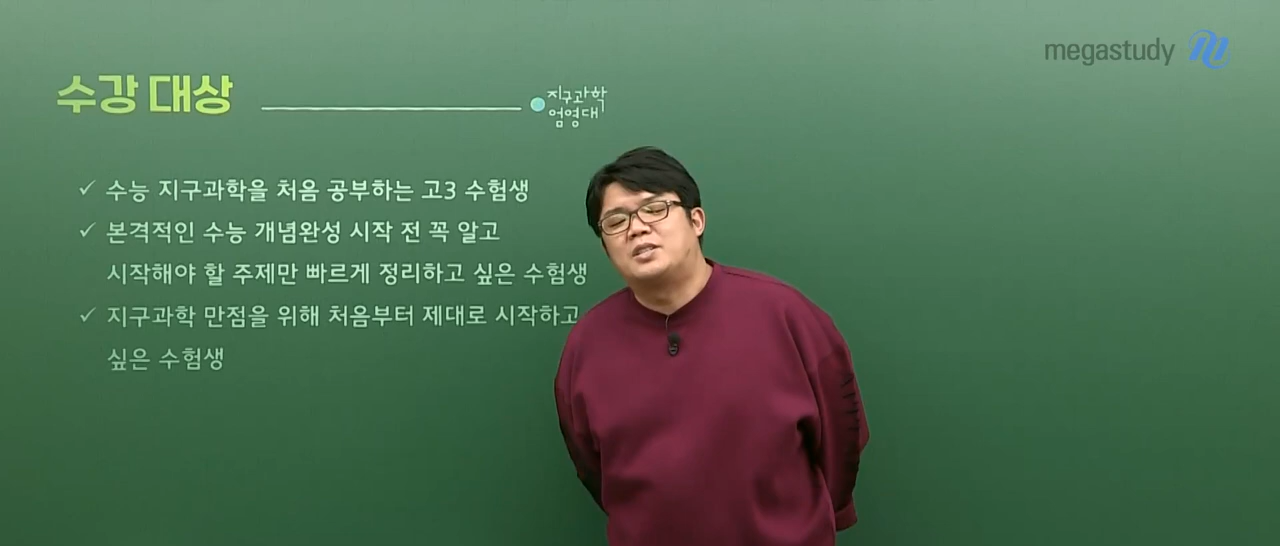 megastudy
수강 대상
지구과학
엄영대
✓ 수능 지구과학을 처음 공부하는 고3 수험생
✓ 본격적인 수능 개념완성 시작 전 꼭 알고
시작해야 할 주제만 빠르게 정리하고 싶은 수험생
✓ 지구과학 만점을 위해 처음부터 제대로 시작하고
싶은 수험생